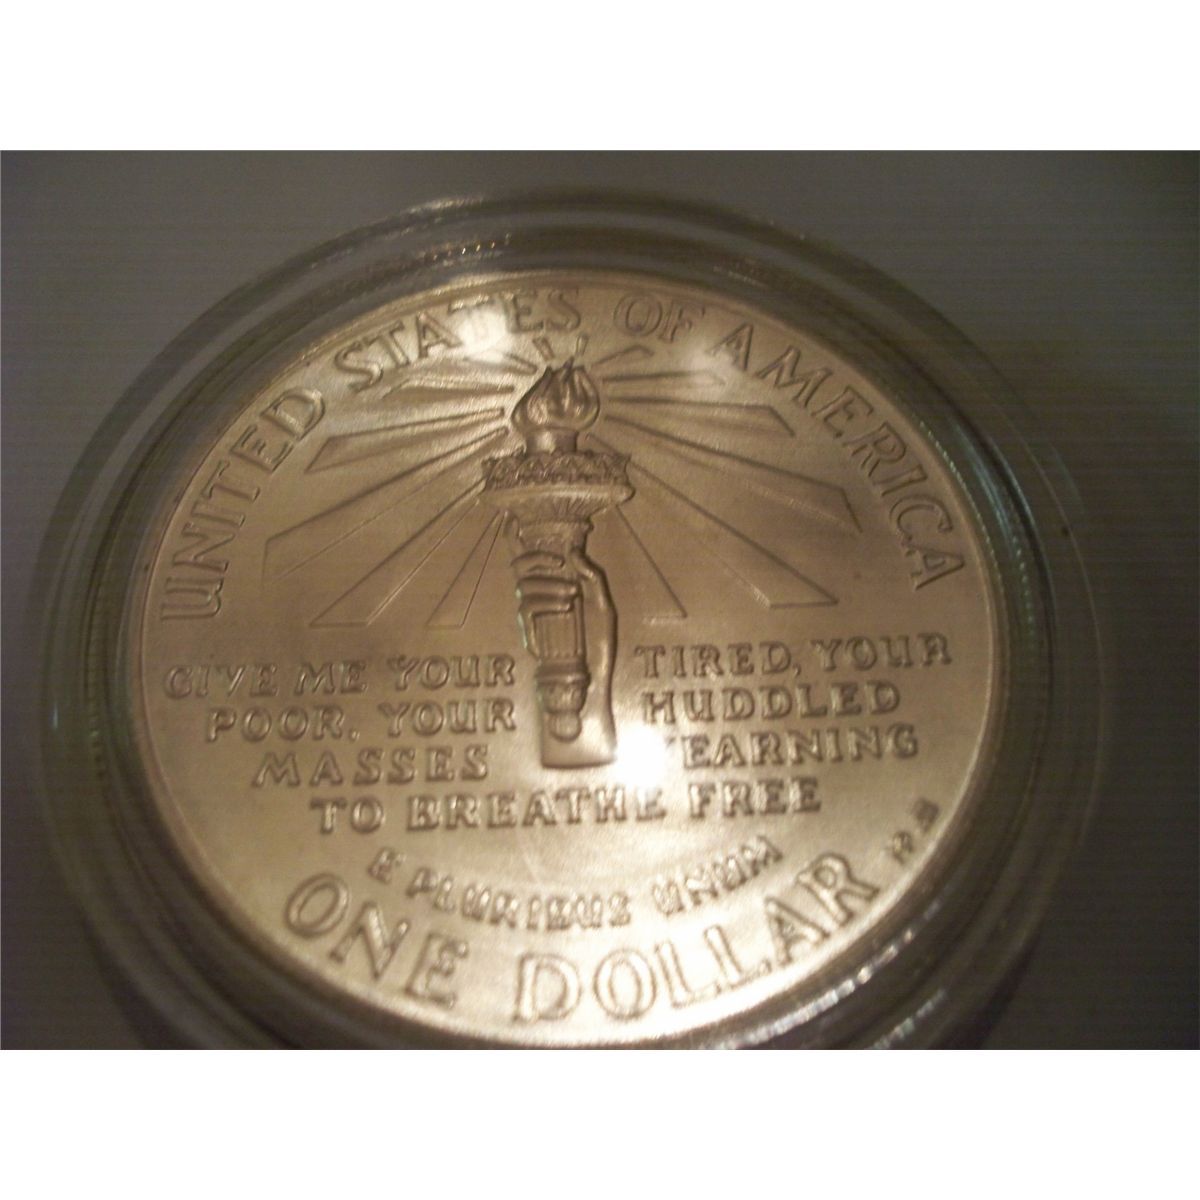 UNITED STATES OF AMERICA
GIVE ME YOUR TIRED, YOUR
POOR, YOUR HUDDLED
MASSES YEARNING
TO BREATHE FREE
E PLURIBUS UNUM
ONE DOLLAR